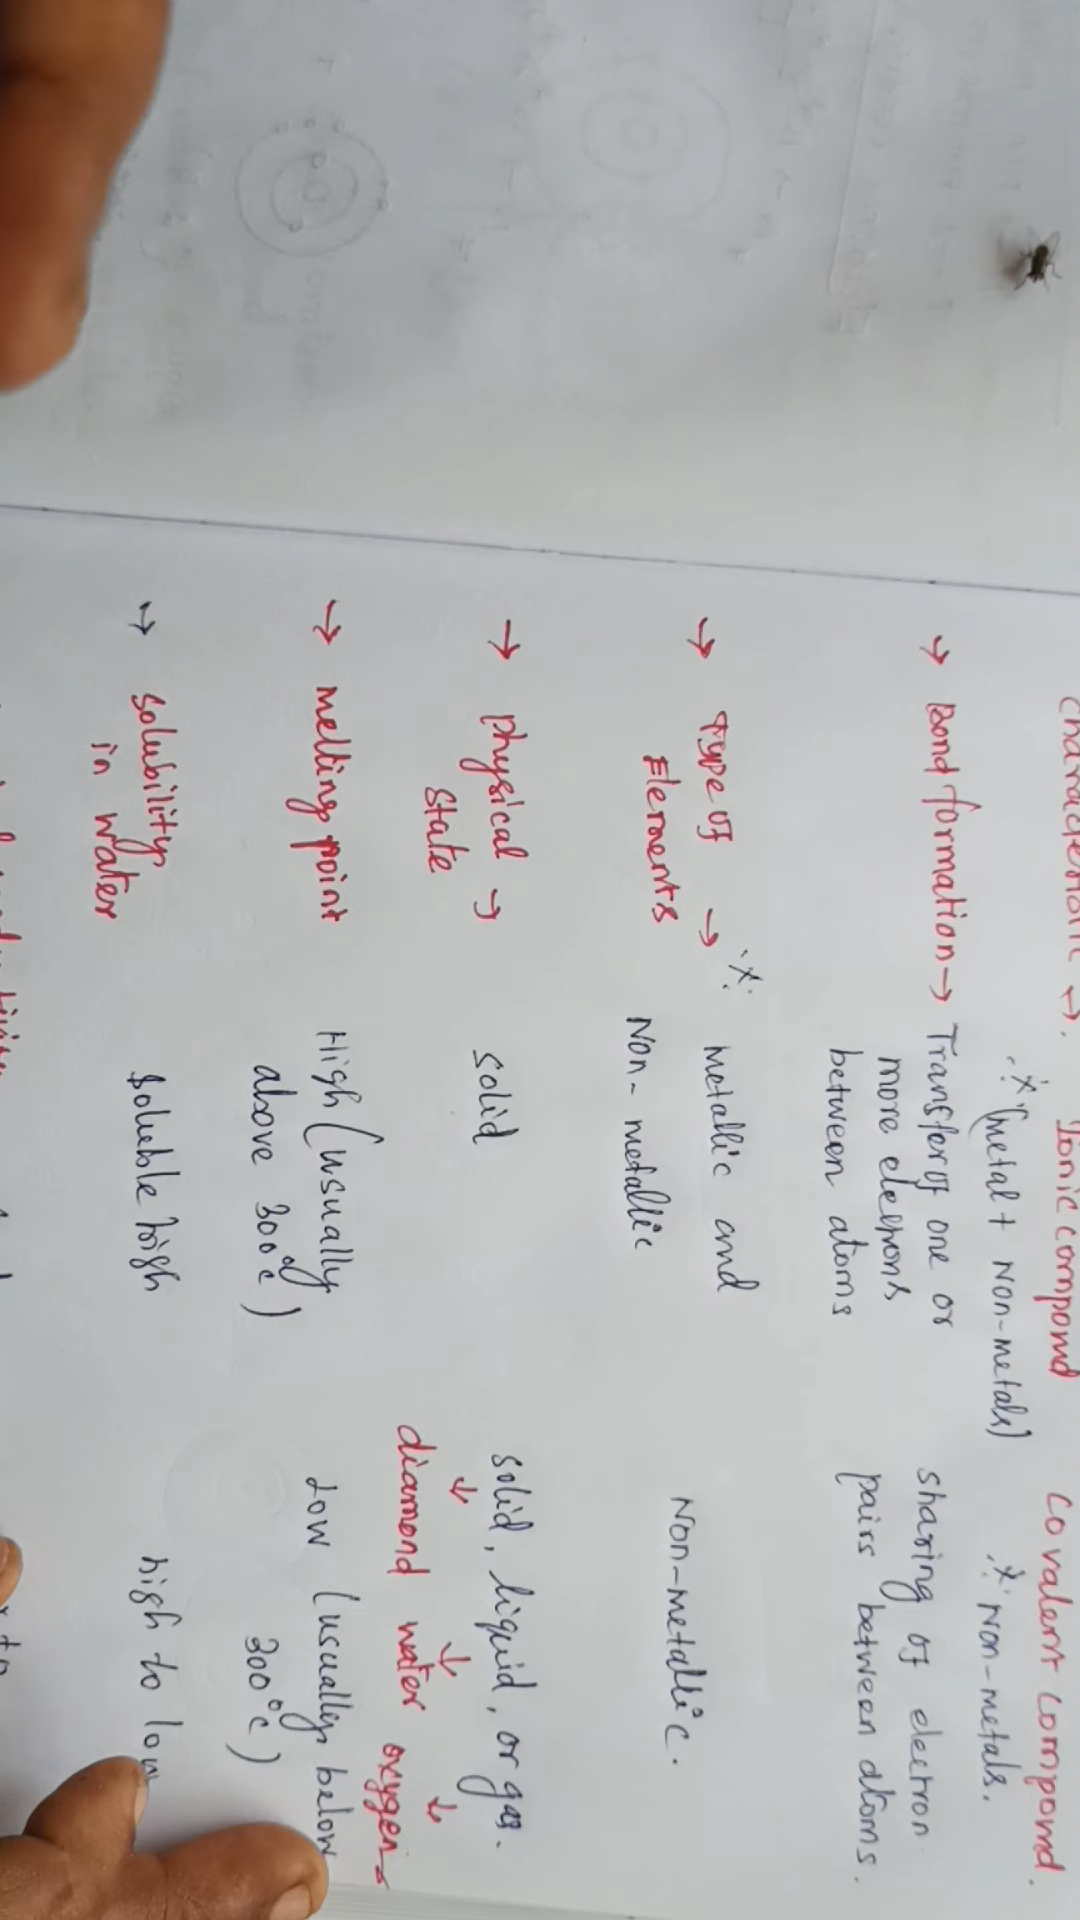 characteristic → Ionic compound Covalent compound.
(metal + Non-metals) Non-metals.
→ Bond formation → Transfer of one or sharing of electron
more electrons pairs between atoms.
between atoms
→ Type of → metallic and Non-metallic.
Elements Non-metallic
→ physical → solid solid, liquid, or gas.
state ↓ ↓ ↓
diamond water oxygen
→ melting point High (usually Low (usually below
above 300°C) 300°C)
→ solubility soluble high high to low
in water